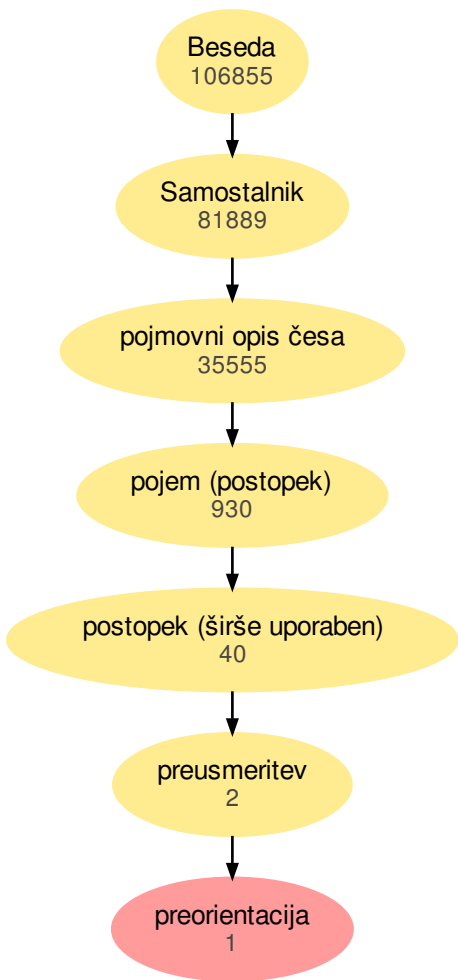 Beseda
106855
Samostalnik
81889
pojmovni opis česa
35555
pojem (postopek)
930
postopek (širše uporaben)
40
preusmeritev
2
preorientacija
1